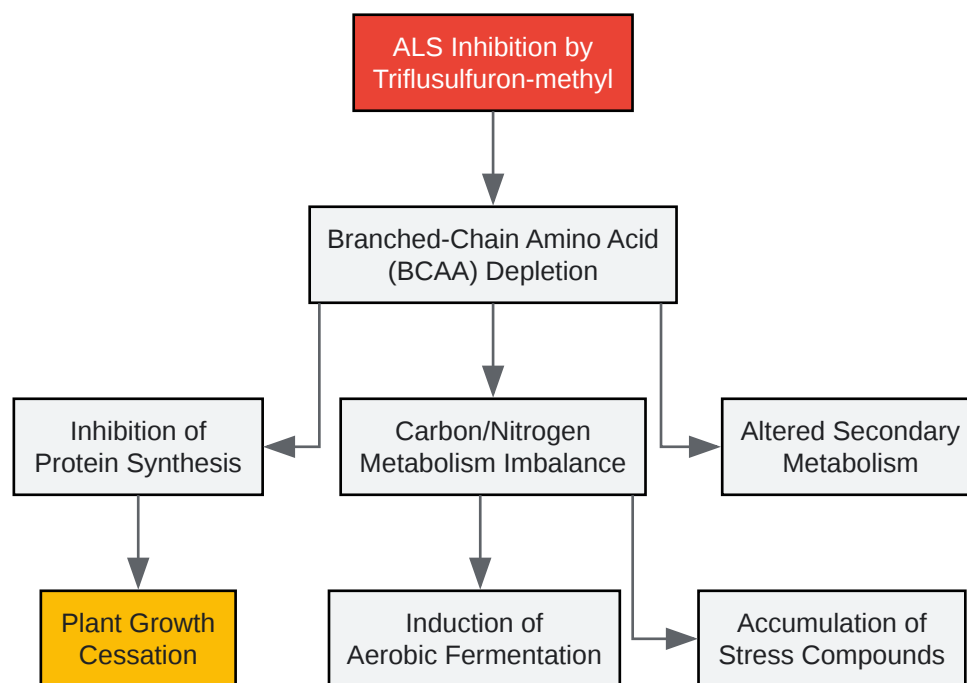 ALS Inhibition by
Triflusulfuron-methyl
Branched-Chain Amino Acid
(BCAA) Depletion
Inhibition of
Protein Synthesis
Carbon/Nitrogen
Metabolism Imbalance
Altered Secondary
Metabolism
Plant Growth
Cessation
Induction of
Aerobic Fermentation
Accumulation of
Stress Compounds